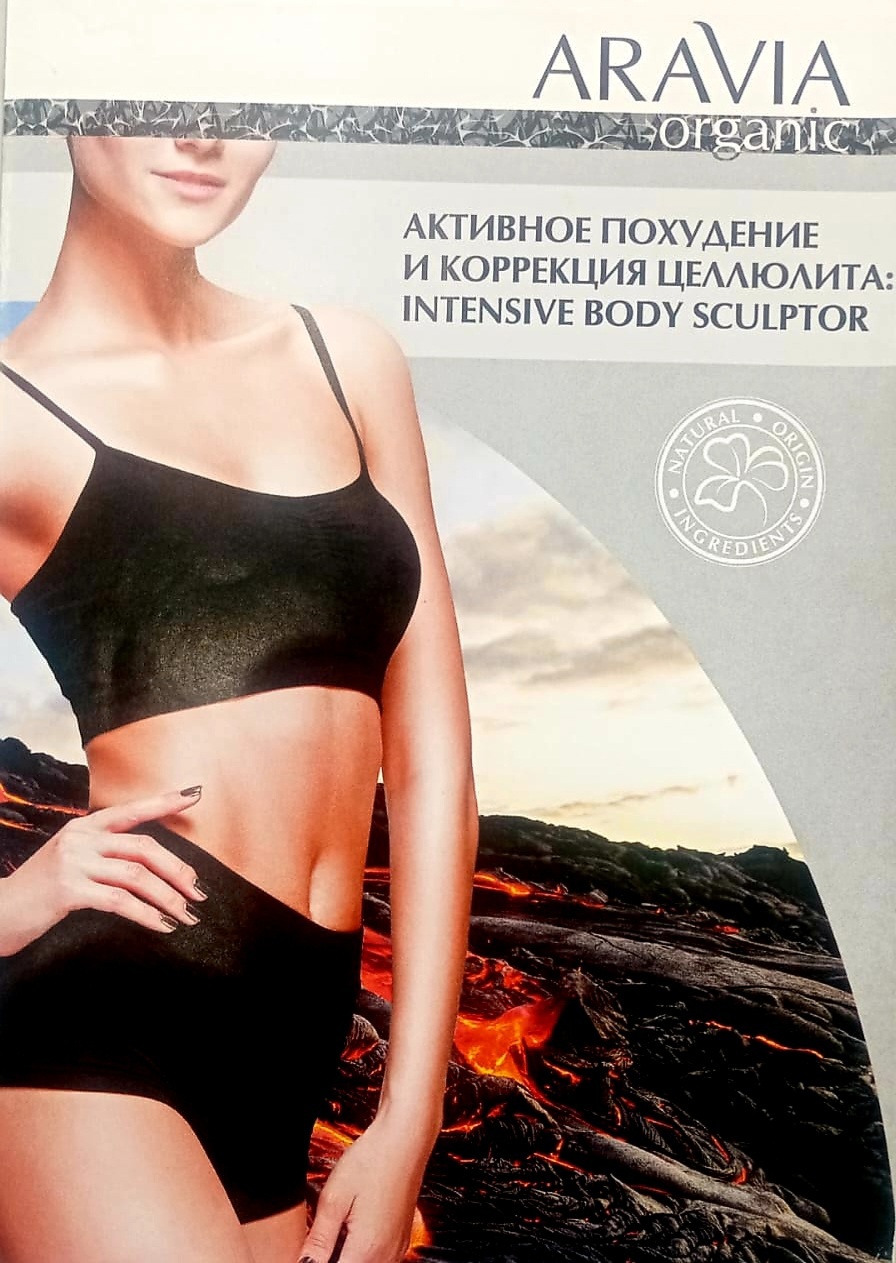 ARAVIA
organic
АКТИВНОЕ ПОХУДЕНИЕ
И КОРРЕКЦИЯ ЦЕЛЛЮЛИТА:
INTENSIVE BODY SCULPTOR
NATURAL • ORIGIN • INGREDIENTS •